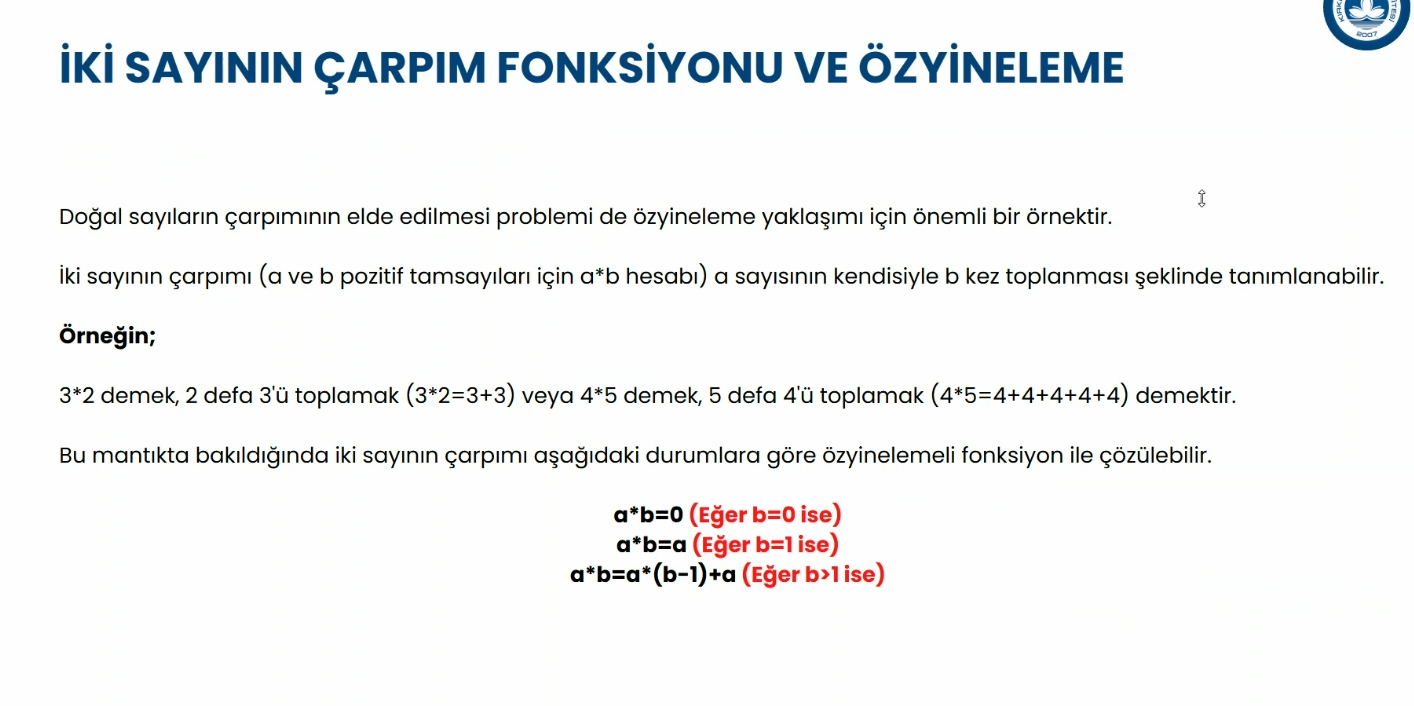 2007
İKİ SAYININ ÇARPIM FONKSİYONU VE ÖZYİNELEME
Doğal sayıların çarpımının elde edilmesi problemi de özyineleme yaklaşımı için önemli bir örnektir.
İki sayının çarpımı (a ve b pozitif tamsayıları için a*b hesabı) a sayısının kendisiyle b kez toplanması şeklinde tanımlanabilir.
Örneğin;
3*2 demek, 2 defa 3'ü toplamak (3*2=3+3) veya 4*5 demek, 5 defa 4'ü toplamak (4*5=4+4+4+4+4) demektir.
Bu mantıkta bakıldığında iki sayının çarpımı aşağıdaki durumlara göre özyinelemeli fonksiyon ile çözülebilir.
a*b=0 (Eğer b=0 ise)
a*b=a (Eğer b=1 ise)
a*b=a*(b-1)+a (Eğer b>1 ise)